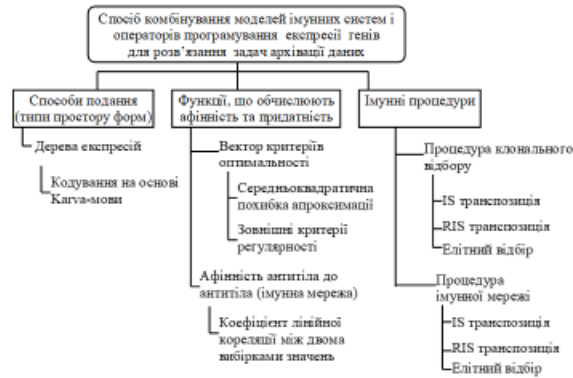 Спосіб комбінування моделей імунних систем і
операторів програмування експресії генів
для розв'язання задач архівації даних
Способи подання
(типи простору форм)
Дерева експресій
Кодування на основі
Karva-мови
Функції, що обчислюють
афінність та придатність
Вектор критеріїв
оптимальності
Середньоквадратична
похибка апроксимації
Зовнішні критерії
регулярності
Афінність антитіла до
антитіла (імунна мережа)
Коефіцієнт лінійної
кореляції між двома
вибірками значень
Імунні процедури
Процедура клонального
відбору
IS транспозиція
RIS транспозиція
Елітний відбір
Процедура
імунної мережі
IS транспозиція
RIS транспозиція
Елітний відбір